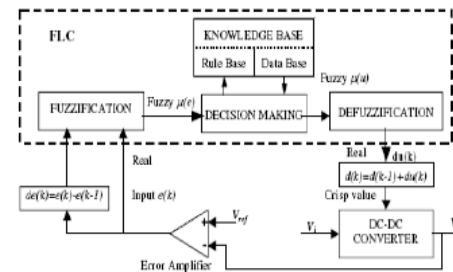 FLC
KNOWLEDGE BASE
Rule Base
Data Base
Fuzzy μ(u)
FUZZIFICATION
Fuzzy μ(e)
DECISION MAKING
DEFUZZIFICATION
Real
Real
du(k)
d(k)=d(k-1)+du(k)
de(k)=e(k)-e(k-1)
Input e(k)
Crisp value
Vref
Vi
DC-DC
CONVERTER
V
Error Amplifier